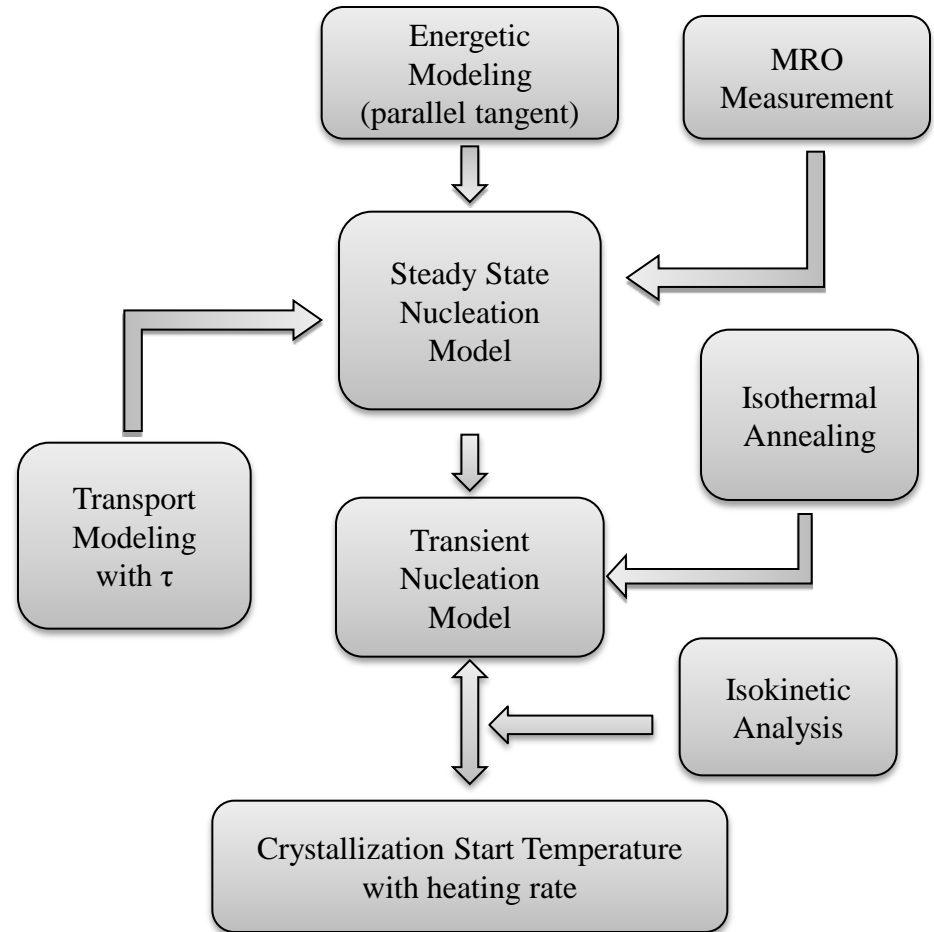 Energetic
Modeling
(parallel tangent)
MRO
Measurement
Steady State
Nucleation
Model
Isothermal
Annealing
Transport
Modeling
with τ
Transient
Nucleation
Model
Isokinetic
Analysis
Crystallization Start Temperature
with heating rate